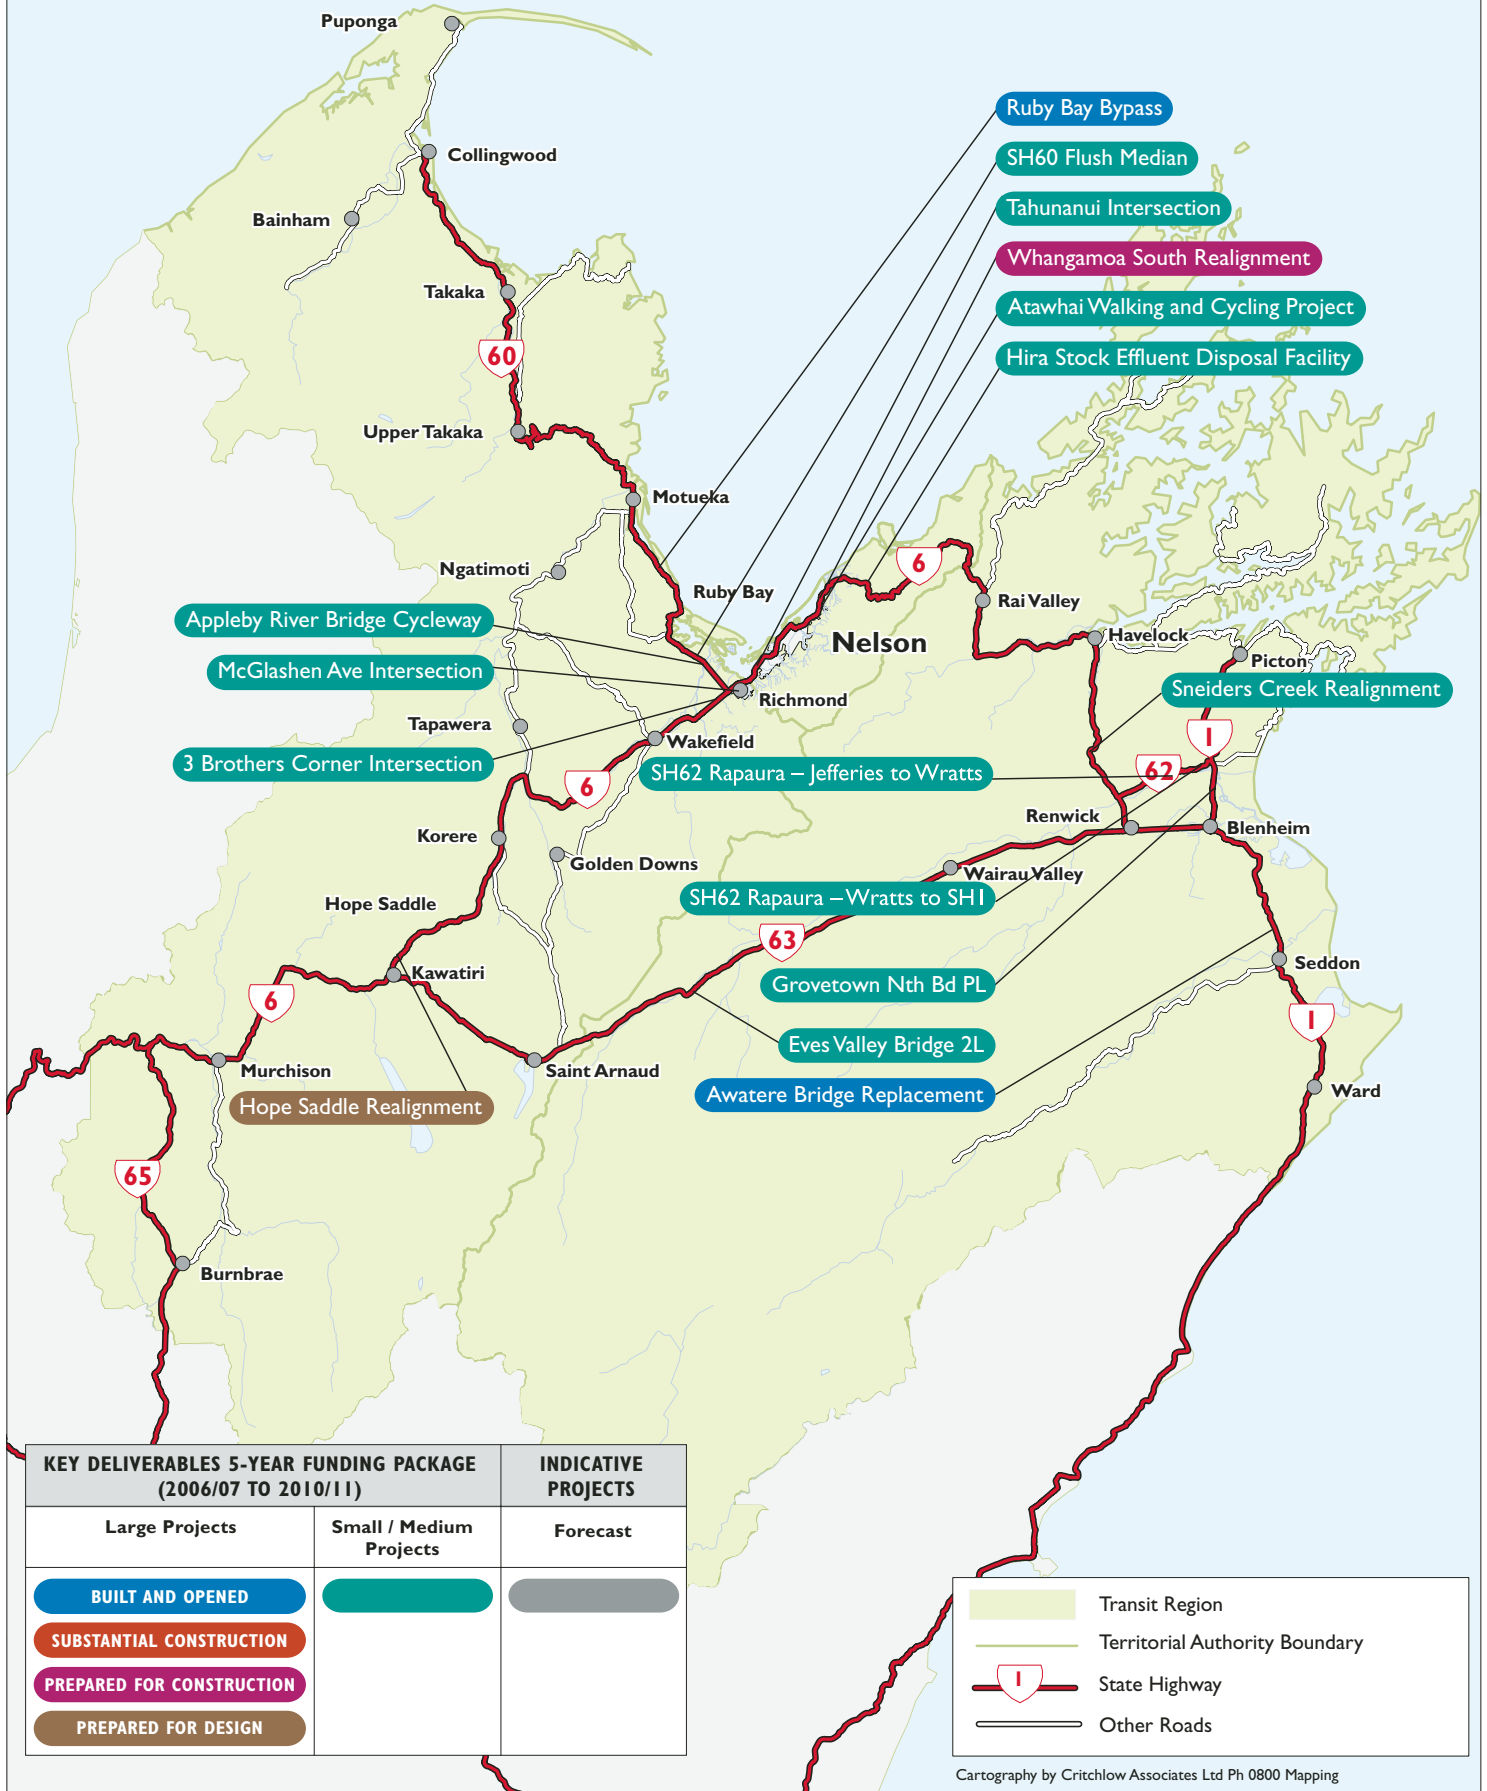 Puponga
Ruby Bay Bypass
SH60 Flush Median
Collingwood
Tahunanui Intersection
Bainham
Whangamoa South Realignment
Takaka
Atawhai Walking and Cycling Project
60
Hira Stock Effluent Disposal Facility
Upper Takaka
Motueka
6
Ngatimoti
Ruby Bay
Rai Valley
Appleby River Bridge Cycleway
Nelson
Havelock
McGlashen Ave Intersection
Picton
Richmond
Sneiders Creek Realignment
Tapawera
Wakefield
1
3 Brothers Corner Intersection
SH62 Rapaura – Jefferies to Wratts
62
6
Renwick
Korere
Blenheim
Golden Downs
Wairau Valley
Hope Saddle
SH62 Rapaura – Wratts to SH1
63
Seddon
Kawatiri
Grovetown Nth Bd PL
6
1
Eves Valley Bridge 2L
Murchison
Saint Arnaud
Awatere Bridge Replacement
Ward
Hope Saddle Realignment
65
Burnbrae
KEY DELIVERABLES 5-YEAR FUNDING PACKAGE
(2006/07 TO 2010/11)
INDICATIVE
PROJECTS
Large Projects
Small / Medium
Projects
Forecast
BUILT AND OPENED
SUBSTANTIAL CONSTRUCTION
PREPARED FOR CONSTRUCTION
PREPARED FOR DESIGN
Transit Region
Territorial Authority Boundary
1
State Highway
Other Roads
Cartography by Critchlow Associates Ltd Ph 0800 Mapping